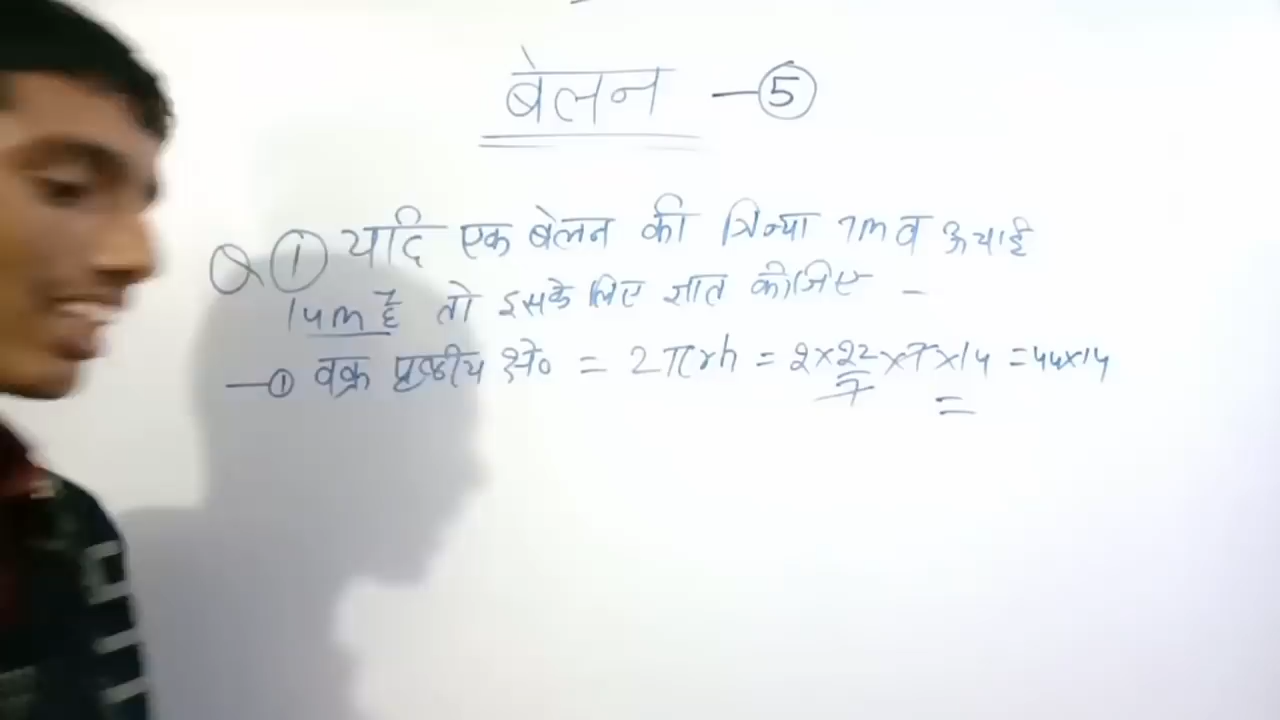 बेलन — ⑤
Q ① यदि एक बेलन की त्रिज्या 7m व ऊचाई
14m है तो इसके लिए ज्ञात कीजिए –
—① वक्र पृष्ठीय क्षे० = 2πrh = 2×22/7×7×14 = 44×14
=